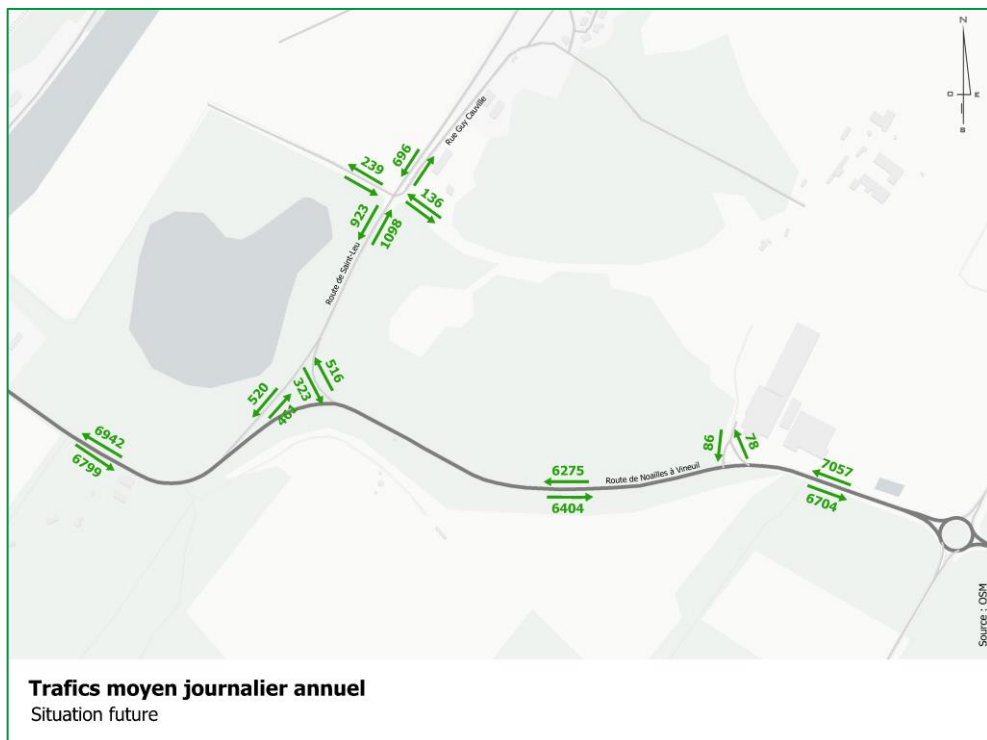 N
O
E
S
Rue Guy Cauville
696
239
136
923
1098
Route de Saint-Leu
516
323
520
461
6942
6799
86
78
6275
Route de Noailles à Vineuil
6404
7057
6704
Source : OSM
Trafics moyen journalier annuel
Situation future